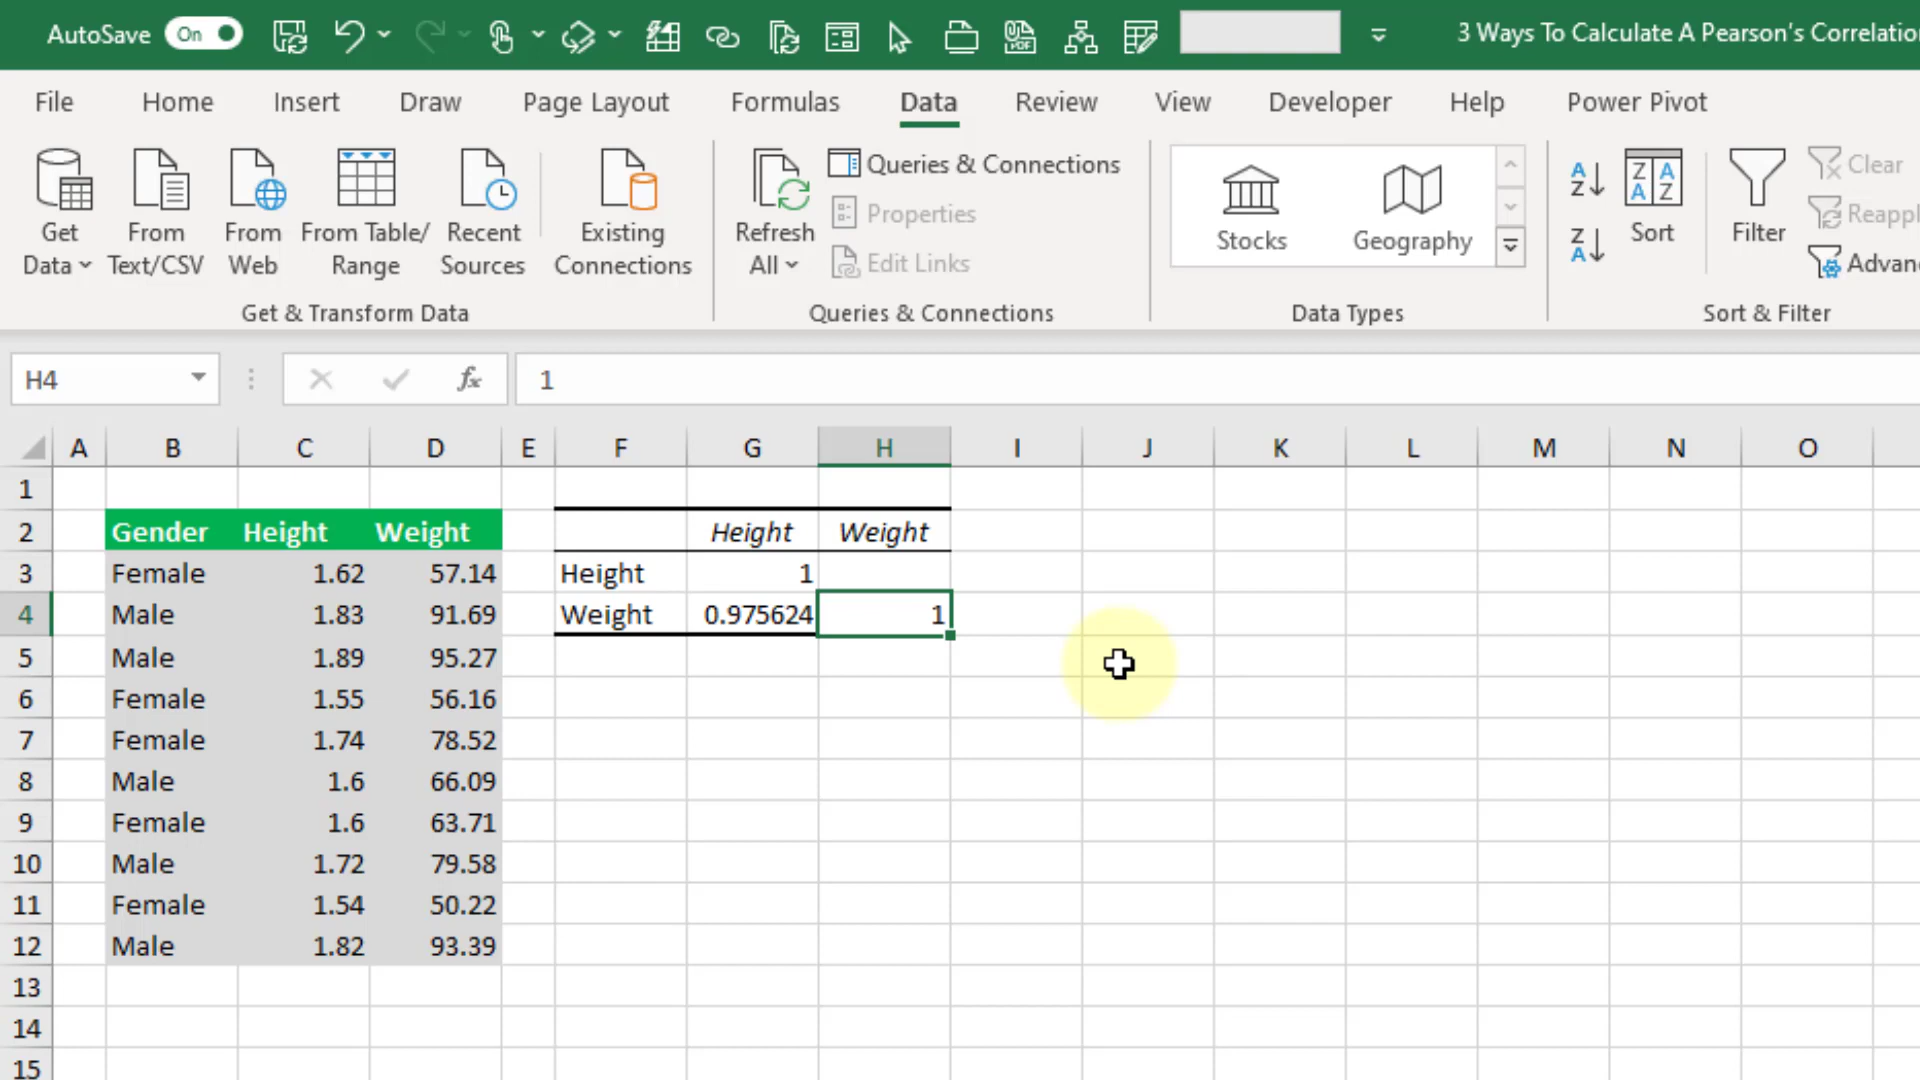 AutoSave On 3 Ways To Calculate A Pearson's Correlatio
File Home Insert Draw Page Layout Formulas Data Review View Developer Help Power Pivot
Get Data
From Text/CSV
From Web
From Table/ Range
Recent Sources
Existing Connections
Get & Transform Data
Refresh All
Queries & Connections
Properties
Edit Links
Queries & Connections
Stocks
Geography
Data Types
Sort
Filter
Clear
Reappl
Advan
Sort & Filter
H4 fx 1
A B C D E F G H I J K L M N O
1
2 Gender Height Weight Height Weight
3 Female 1.62 57.14 Height 1
4 Male 1.83 91.69 Weight 0.975624 1
5 Male 1.89 95.27
6 Female 1.55 56.16
7 Female 1.74 78.52
8 Male 1.6 66.09
9 Female 1.6 63.71
10 Male 1.72 79.58
11 Female 1.54 50.22
12 Male 1.82 93.39
13
14
15